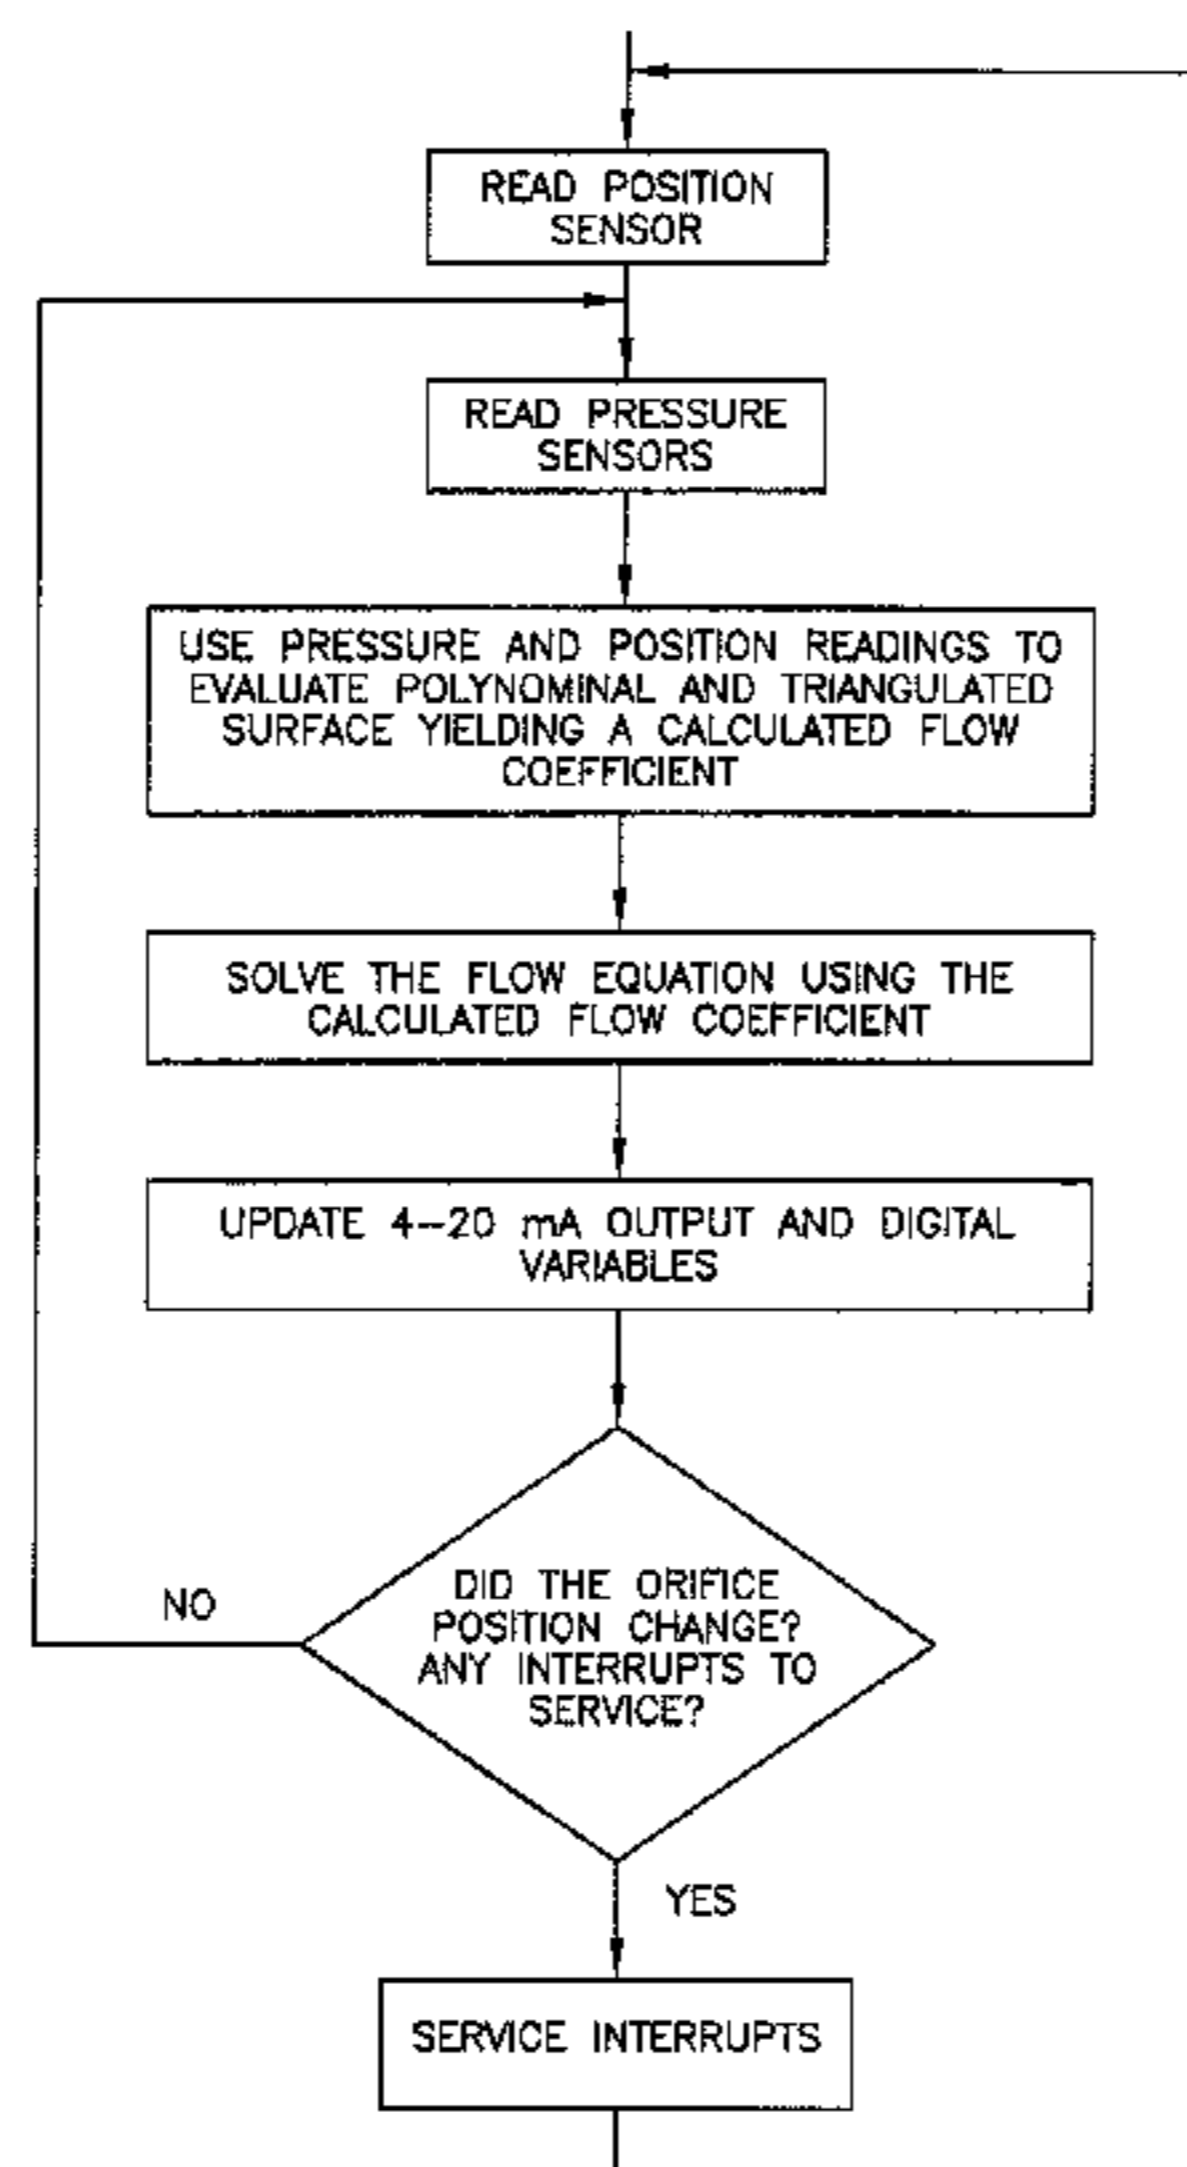 READ POSITION
SENSOR
READ PRESSURE
SENSORS
USE PRESSURE AND POSITION READINGS TO
EVALUATE POLYNOMINAL AND TRIANGULATED
SURFACE YIELDING A CALCULATED FLOW
COEFFICIENT
SOLVE THE FLOW EQUATION USING THE
CALCULATED FLOW COEFFICIENT
UPDATE 4-20 mA OUTPUT AND DIGITAL
VARIABLES
DID THE ORIFICE
POSITION CHANGE?
ANY INTERRUPTS TO
SERVICE?
NO
YES
SERVICE INTERRUPTS